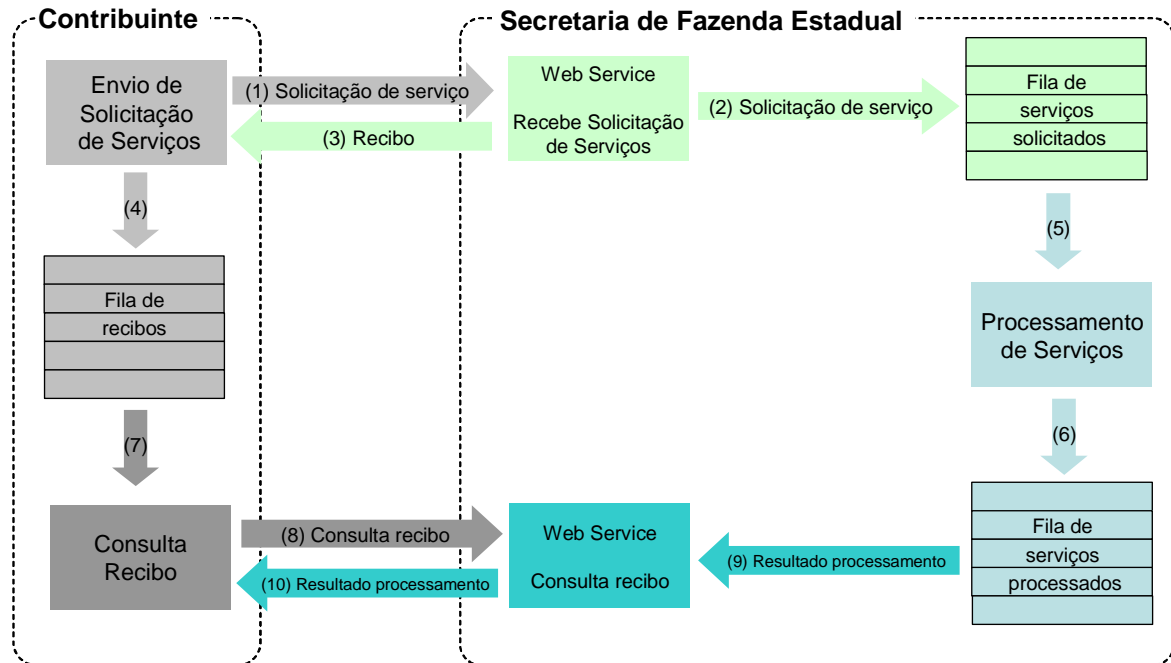 Contribuinte
Secretaria de Fazenda Estadual
Envio de
Solicitação
de Serviços
(1) Solicitação de serviço
(3) Recibo
Web Service
Recebe Solicitação
de Serviços
(2) Solicitação de serviço
Fila de
serviços
solicitados
(4)
(5)
Fila de
recibos
Processamento
de Serviços
(7)
(6)
Consulta
Recibo
(8) Consulta recibo
(10) Resultado processamento
Web Service
Consulta recibo
(9) Resultado processamento
Fila de
serviços
processados